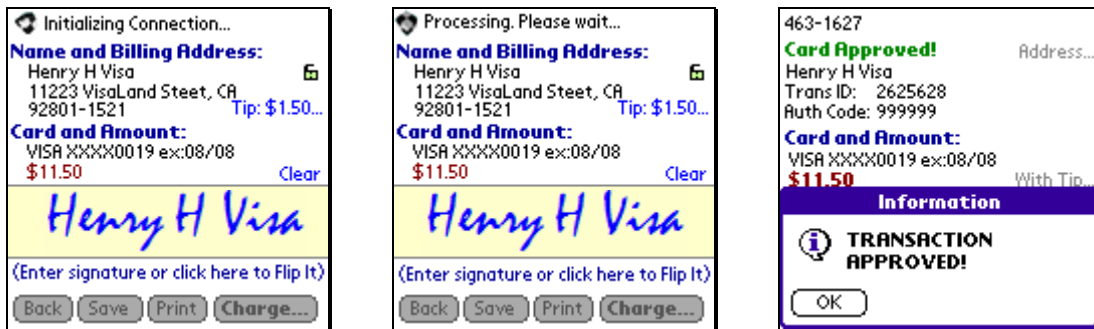 Initializing Connection...
Name and Billing Address:
Henry H Visa
11223 VisaLand Steet, CA
92801-1521
Tip: $1.50...
Card and Amount:
VISA XXXX0019 ex:08/08
$11.50
Clear
Henry H Visa
(Enter signature or click here to Flip It)
Back Save Print Charge...
Processing. Please wait...
Name and Billing Address:
Henry H Visa
11223 VisaLand Steet, CA
92801-1521
Tip: $1.50...
Card and Amount:
VISA XXXX0019 ex:08/08
$11.50
Clear
Henry H Visa
(Enter signature or click here to Flip It)
Back Save Print Charge...
463-1627
Card Approved!
Address...
Henry H Visa
Trans ID: 2625628
Auth Code: 999999
Card and Amount:
VISA XXXX0019 ex:08/08
$11.50
With Tip...
Information
TRANSACTION
APPROVED!
OK